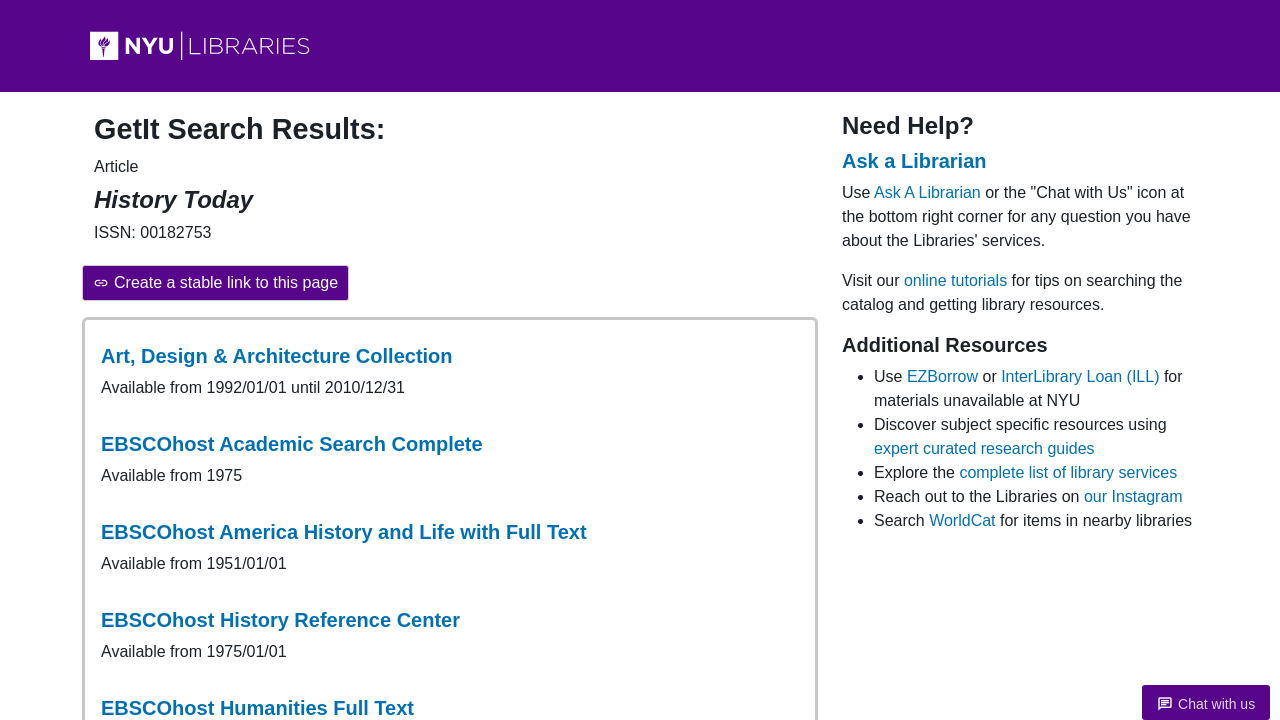 NYU LIBRARIES
GetIt Search Results:
Article
History Today
ISSN: 00182753
Create a stable link to this page
Art, Design & Architecture Collection
Available from 1992/01/01 until 2010/12/31
EBSCOhost Academic Search Complete
Available from 1975
EBSCOhost America History and Life with Full Text
Available from 1951/01/01
EBSCOhost History Reference Center
Available from 1975/01/01
EBSCOhost Humanities Full Text
Need Help?
Ask a Librarian
Use Ask A Librarian or the "Chat with Us" icon at
the bottom right corner for any question you have
about the Libraries' services.
Visit our online tutorials for tips on searching the
catalog and getting library resources.
Additional Resources
Use EZBorrow or InterLibrary Loan (ILL) for
materials unavailable at NYU
Discover subject specific resources using
expert curated research guides
Explore the complete list of library services
Reach out to the Libraries on our Instagram
Search WorldCat for items in nearby libraries
Chat with us